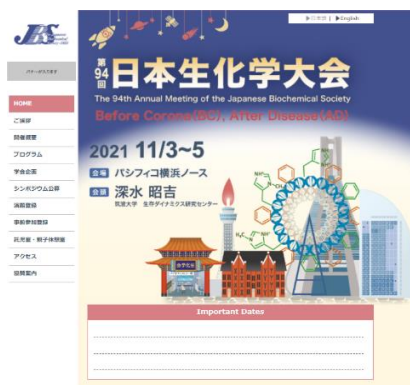 JBS
▶English
HOME
ご挨拶
開催概要
プログラム
学会企画
シンポジウム公募
演題登録
事前参加登録
託児室・親子休憩室
アクセス
協賛案内
第94回 日本生化学大会
The 94th Annual Meeting of the Japanese Biochemical Society
Before Corona(BC), After Disease(AD)
2021 11/3~5
会場 パシフィコ横浜ノース
会頭 深水 昭吉
筑波大学 生存ダイナミクス研究センター
Important Dates